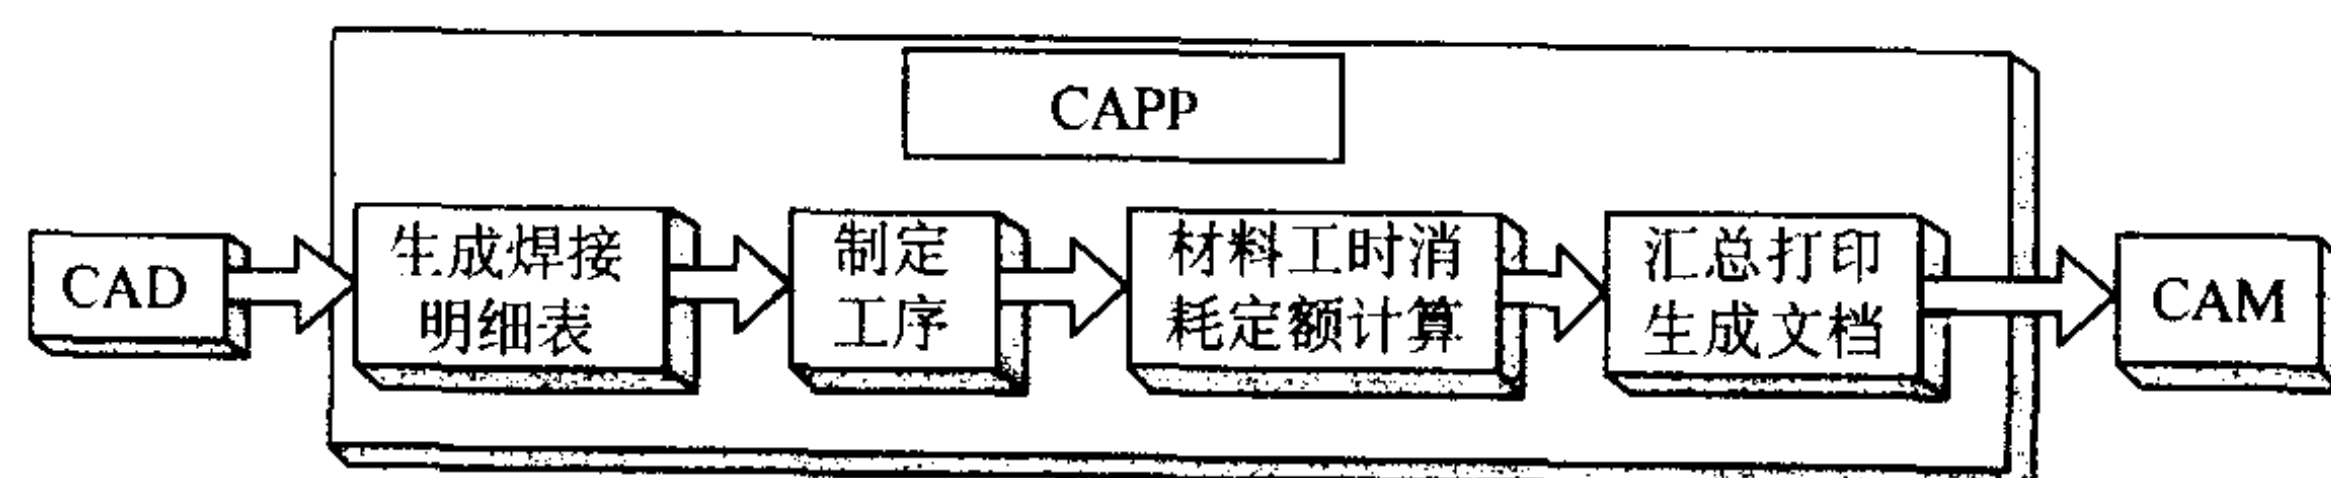 CAPP
CAD
生成焊接
明细表
制定
工序
材料工时消
耗定额计算
汇总打印
生成文档
CAM